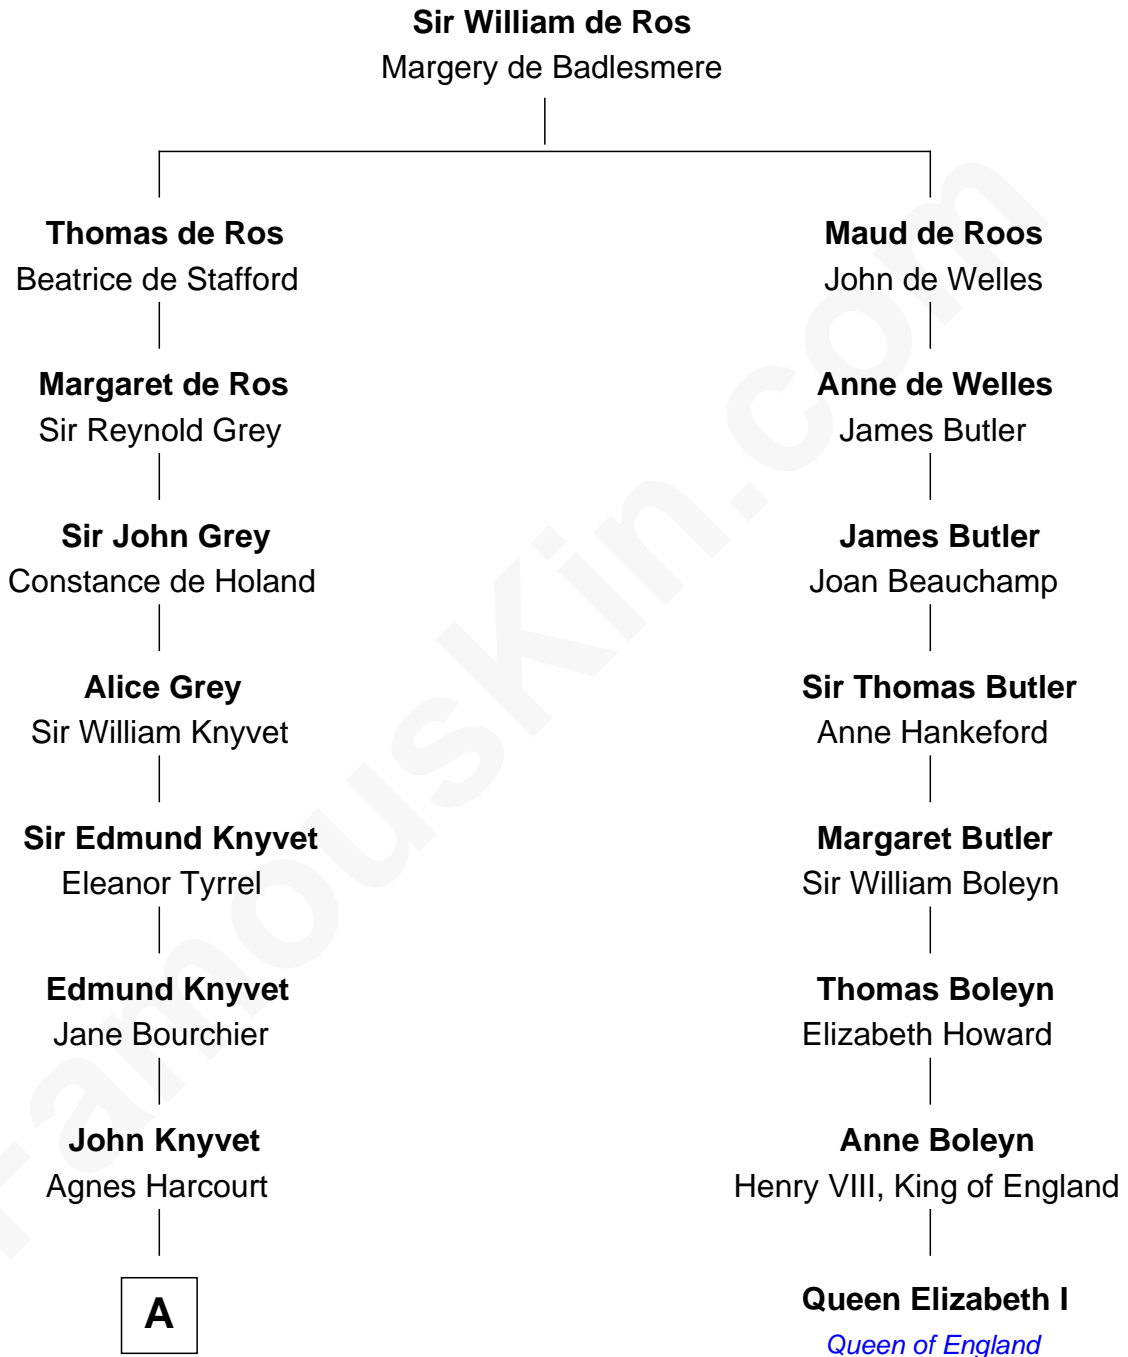 Sir William de Ros
Margery de Badlesmere
Thomas de Ros
Beatrice de Stafford
Margaret de Ros
Sir Reynold Grey
Sir John Grey
Constance de Holand
Alice Grey
Sir William Knyvet
Sir Edmund Knyvet
Eleanor Tyrrel
Edmund Knyvet
Jane Bourchier
John Knyvet
Agnes Harcourt
A
Maud de Roos
John de Welles
Anne de Welles
James Butler
James Butler
Joan Beauchamp
Sir Thomas Butler
Anne Hankeford
Margaret Butler
Sir William Boleyn
Thomas Boleyn
Elizabeth Howard
Anne Boleyn
Henry VIII, King of England
Queen Elizabeth I
Queen of England
FamousKin.com